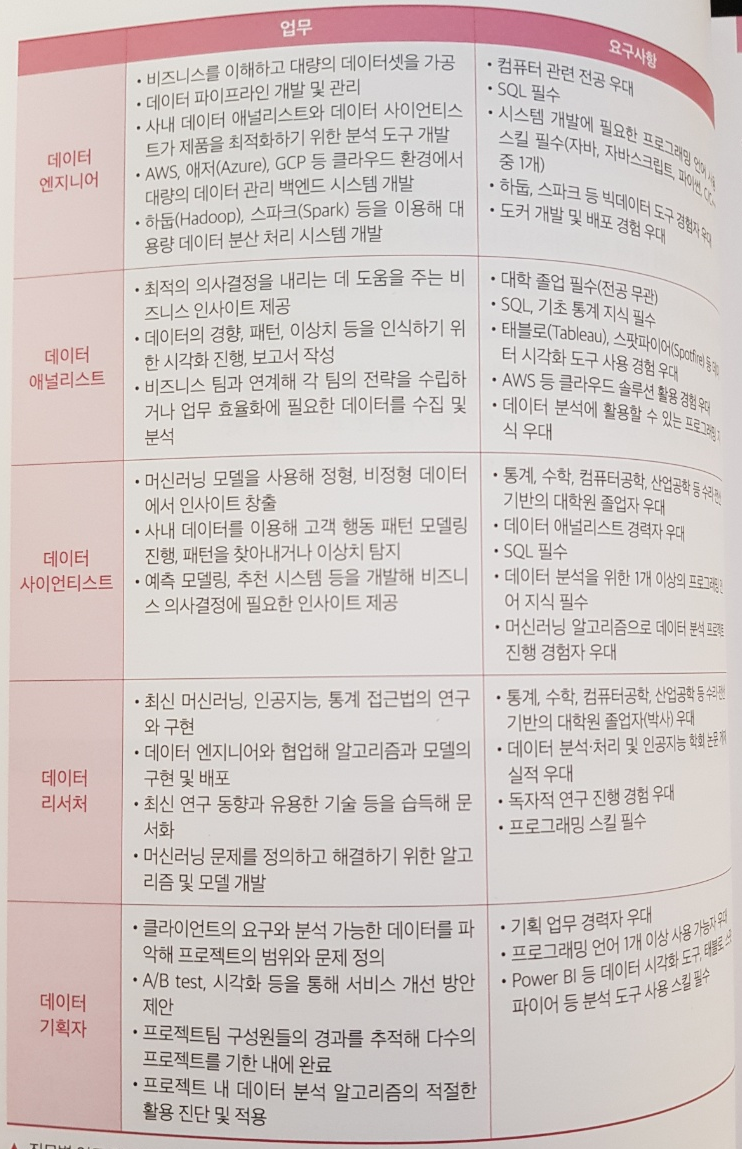 업무
요구사항
데이터
엔지니어
• 비즈니스를 이해하고 대량의 데이터셋을 가공
• 데이터 파이프라인 개발 및 관리
• 사내 데이터 애널리스트와 데이터 사이언티스
트가 제품을 최적화하기 위한 분석 도구 개발
• AWS, 애저(Azure), GCP 등 클라우드 환경에서
대량의 데이터 관리 백엔드 시스템 개발
• 하둡(Hadoop), 스파크(Spark) 등을 이용해 대
용량 데이터 분산 처리 시스템 개발
• 컴퓨터 관련 전공 우대
• SQL 필수
• 시스템 개발에 필요한 프로그래밍 언어 사용
스킬 필수(자바, 자바스크립트, 파이썬, C/C++
중 1개)
• 하둡, 스파크 등 빅데이터 도구 경험자 우대
• 도커 개발 및 배포 경험 우대
데이터
애널리스트
• 최적의 의사결정을 내리는 데 도움을 주는 비
즈니스 인사이트 제공
• 데이터의 경향, 패턴, 이상치 등을 인식하기 위
한 시각화 진행, 보고서 작성
• 비즈니스 팀과 연계해 각 팀의 전략을 수립하
거나 업무 효율화에 필요한 데이터를 수집 및
분석
• 대학 졸업 필수(전공 무관)
• SQL, 기초 통계 지식 필수
• 태블로(Tableau), 스팟파이어(Spotfire) 등
터 시각화 도구 사용 경험 우대
• AWS 등 클라우드 솔루션 활용 경험 우대
• 데이터 분석에 활용할 수 있는 프로그래밍 지
식 우대
데이터
사이언티스트
• 머신러닝 모델을 사용해 정형, 비정형 데이터
에서 인사이트 창출
• 사내 데이터를 이용해 고객 행동 패턴 모델링
진행, 패턴을 찾아내거나 이상치 탐지
• 예측 모델링, 추천 시스템 등을 개발해 비즈니
스 의사결정에 필요한 인사이트 제공
• 통계, 수학, 컴퓨터공학, 산업공학 등 수리·전산
기반의 대학원 졸업자 우대
• 데이터 애널리스트 경력자 우대
• SQL 필수
• 데이터 분석을 위한 1개 이상의 프로그래밍 언
어 지식 필수
• 머신러닝 알고리즘으로 데이터 분석 프로젝트
진행 경험자 우대
데이터
리서처
• 최신 머신러닝, 인공지능, 통계 접근법의 연구
와 구현
• 데이터 엔지니어와 협업해 알고리즘과 모델의
구현 및 배포
• 최신 연구 동향과 유용한 기술 등을 습득해 문
서화
• 머신러닝 문제를 정의하고 해결하기 위한 알고
리즘 및 모델 개발
• 통계, 수학, 컴퓨터공학, 산업공학 등 수리·전산
기반의 대학원 졸업자(박사) 우대
• 데이터 분석·처리 및 인공지능 학회 논문 게재
실적 우대
• 독자적 연구 진행 경험 우대
• 프로그래밍 스킬 필수
데이터
기획자
• 클라이언트의 요구와 분석 가능한 데이터를 파
악해 프로젝트의 범위와 문제 정의
• A/B test, 시각화 등을 통해 서비스 개선 방안
제안
• 프로젝트팀 구성원들의 경과를 추적해 다수의
프로젝트를 기한 내에 완료
• 프로젝트 내 데이터 분석 알고리즘의 적절한
활용 진단 및 적용
• 기획 업무 경력자 우대
• 프로그래밍 언어 1개 이상 사용 가능자 우대
• Power BI 등 데이터 시각화 도구, 태블로
파이어 등 분석 도구 사용 스킬 필수